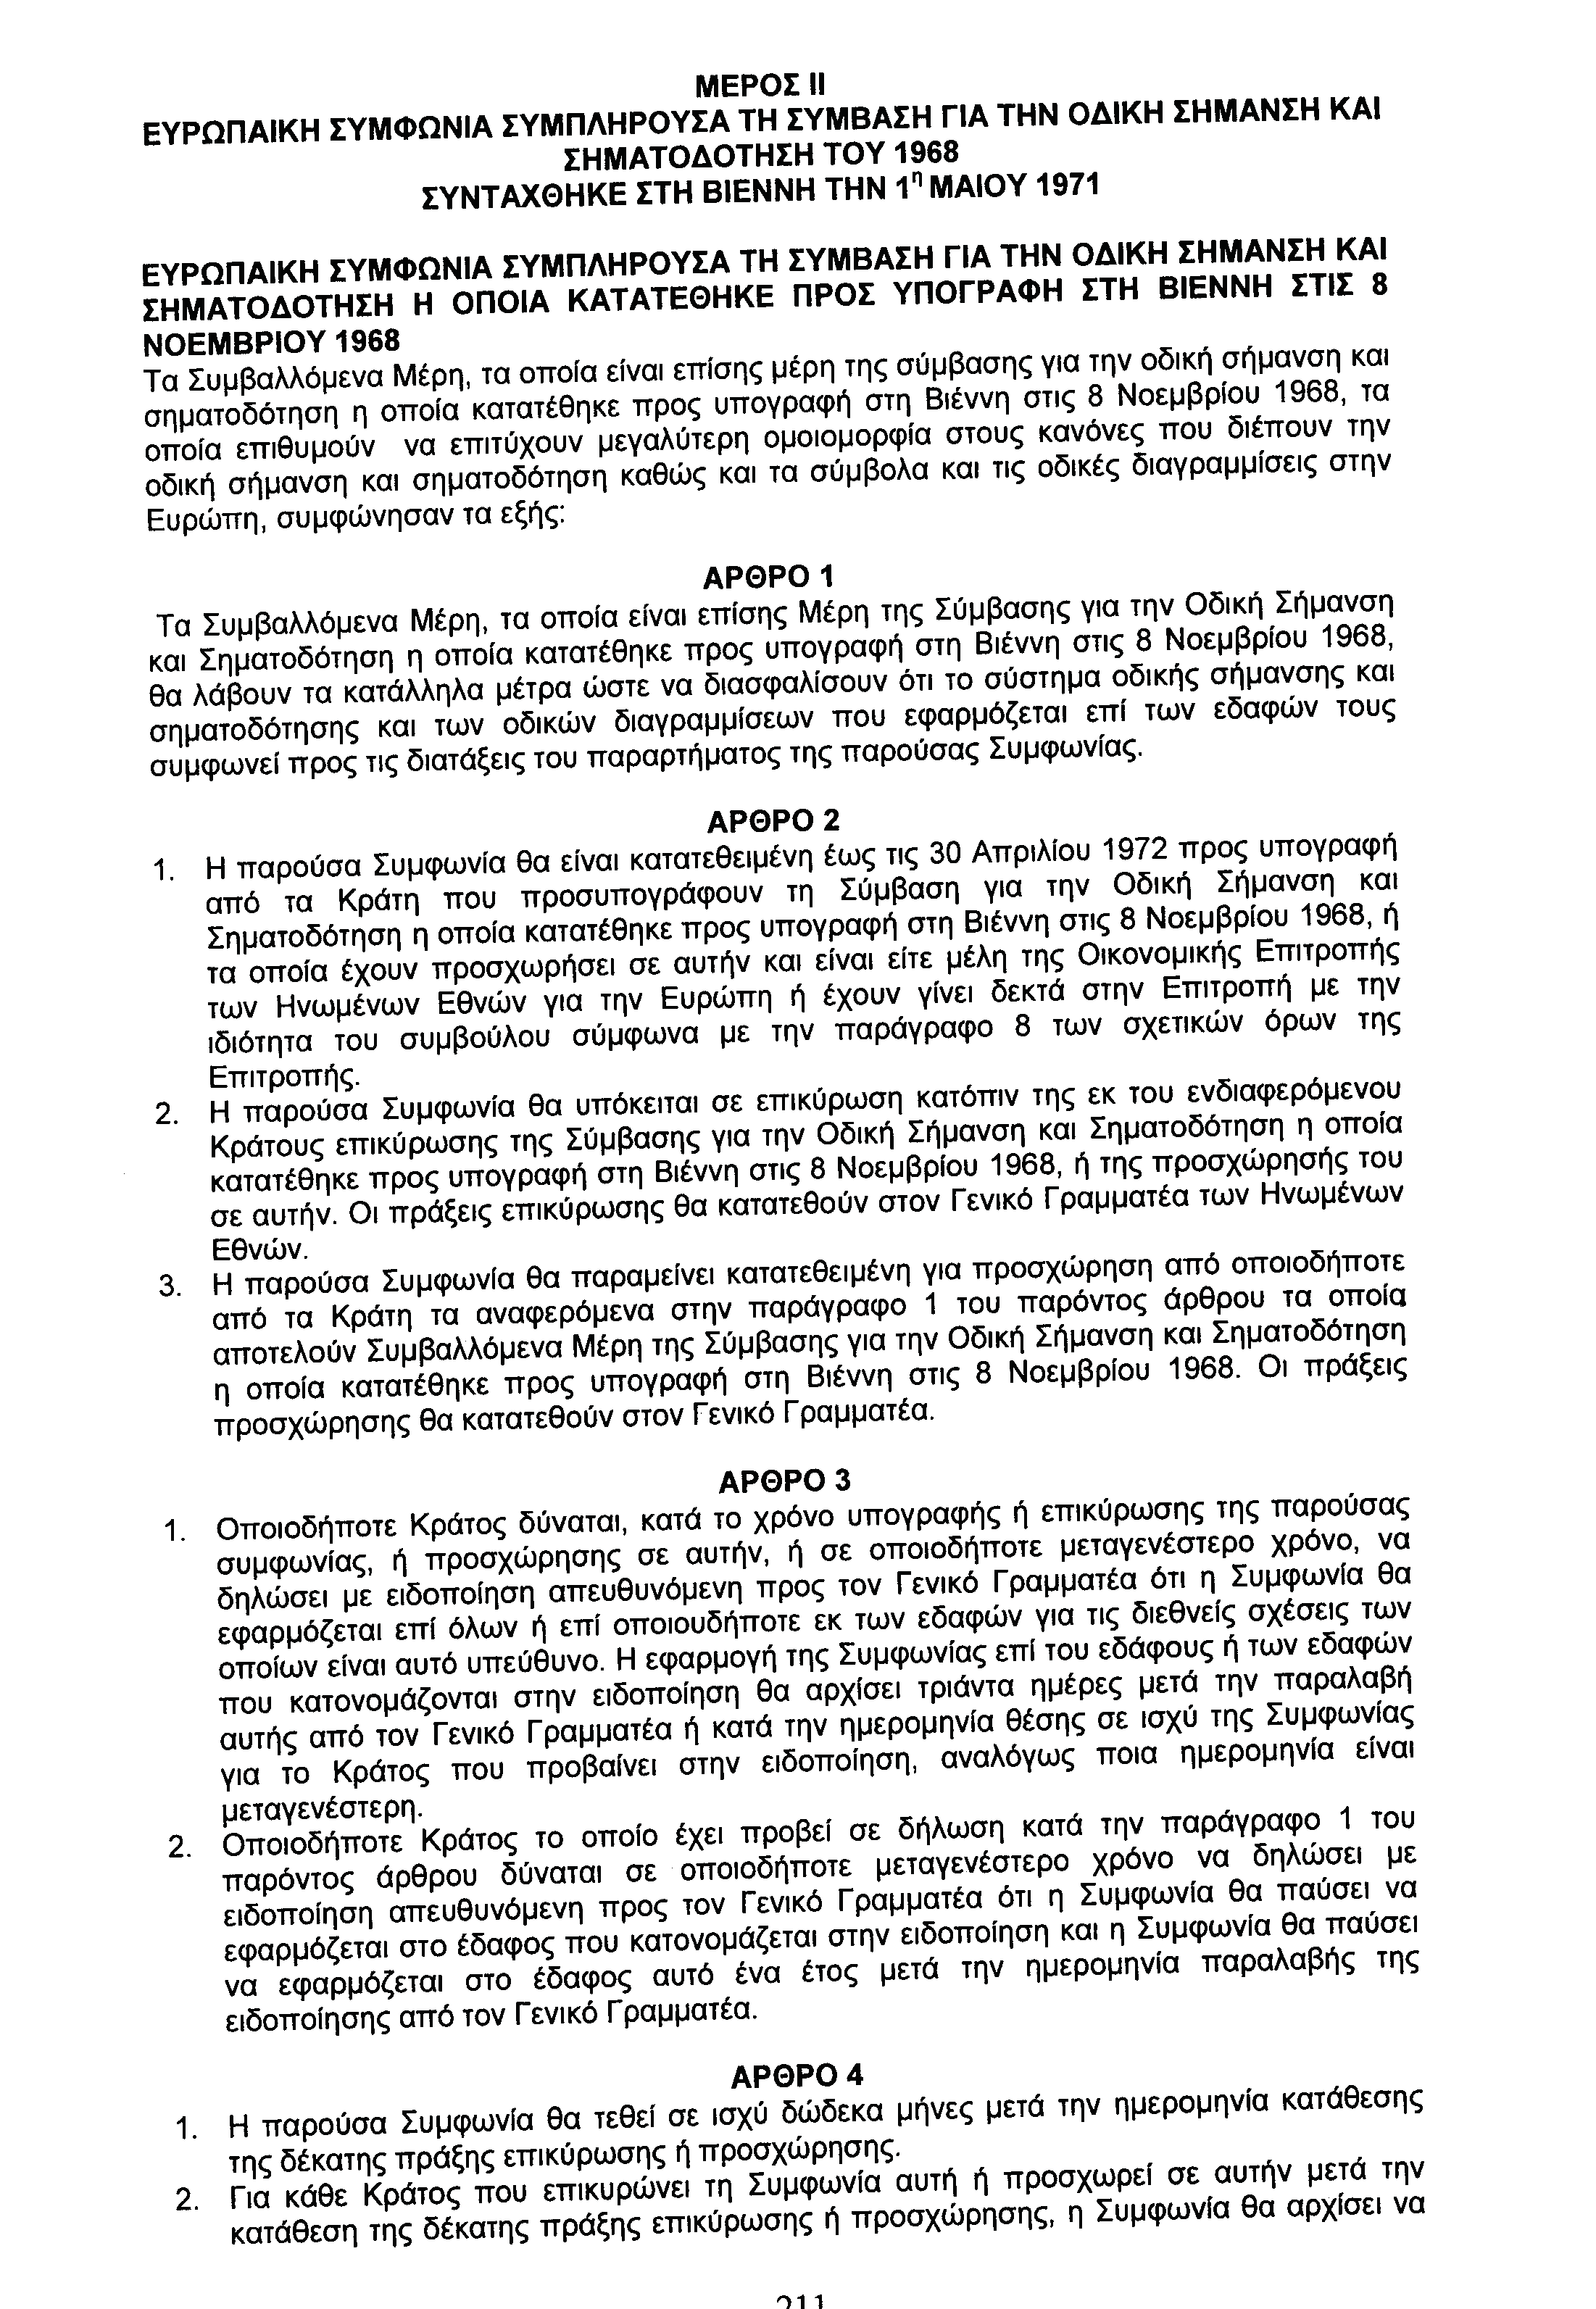 ΜΕΡΟΣ ΙΙ
ΕΥΡΩΠΑΙΚΗ ΣΥΜΦΩΝΙΑ ΣΥΜΠΛΗΡΟΥΣΑ ΤΗ ΣΥΜΒΑΣΗ ΓΙΑ ΤΗΝ ΟΔΙΚΗ ΣΗΜΑΝΣΗ ΚΑΙ
ΣΗΜΑΤΟΔΟΤΗΣΗ ΤΟΥ 1968
ΣΥΝΤΑΧΘΗΚΕ ΣΤΗ ΒΙΕΝΝΗ ΤΗΝ 1η ΜΑΙΟΥ 1971
ΕΥΡΩΠΑΙΚΗ ΣΥΜΦΩΝΙΑ ΣΥΜΠΛΗΡΟΥΣΑ ΤΗ ΣΥΜΒΑΣΗ ΓΙΑ ΤΗΝ ΟΔΙΚΗ ΣΗΜΑΝΣΗ ΚΑΙ
ΣΗΜΑΤΟΔΟΤΗΣΗ Η ΟΠΟΙΑ ΚΑΤΑΤΕΘΗΚΕ ΠΡΟΣ ΥΠΟΓΡΑΦΗ ΣΤΗ ΒΙΕΝΝΗ ΣΤΙΣ 8
ΝΟΕΜΒΡΙΟΥ 1968
Τα Συμβαλλόμενα Μέρη, τα οποία είναι επίσης μέρη της σύμβασης για την οδική σήμανση και
σηματοδότηση η οποία κατατέθηκε προς υπογραφή στη Βιέννη στις 8 Νοεμβρίου 1968, τα
οποία επιθυμούν να επιτύχουν μεγαλύτερη ομοιομορφία στους κανόνες που διέπουν την
οδική σήμανση και σηματοδότηση καθώς και τα σύμβολα και τις οδικές διαγραμμίσεις στην
Ευρώπη, συμφώνησαν τα εξής:
ΑΡΘΡΟ 1
Τα Συμβαλλόμενα Μέρη, τα οποία είναι επίσης Μέρη της Σύμβασης για την Οδική Σήμανση
και Σηματοδότηση η οποία κατατέθηκε προς υπογραφή στη Βιέννη στις 8 Νοεμβρίου 1968,
θα λάβουν τα κατάλληλα μέτρα ώστε να διασφαλίσουν ότι το σύστημα οδικής σήμανσης και
σηματοδότησης και των οδικών διαγραμμίσεων που εφαρμόζεται επί των εδαφών τους
συμφωνεί προς τις διατάξεις του παραρτήματος της παρούσας Συμφωνίας.
ΑΡΘΡΟ 2
1. Η παρούσα Συμφωνία θα είναι κατατεθειμένη έως τις 30 Απριλίου 1972 προς υπογραφή
από τα Κράτη που προσυπογράφουν τη Σύμβαση για την Οδική Σήμανση και
Σηματοδότηση η οποία κατατέθηκε προς υπογραφή στη Βιέννη στις 8 Νοεμβρίου 1968, ή
τα οποία έχουν προσχωρήσει σε αυτήν και είναι είτε μέλη της Οικονομικής Επιτροπής
των Ηνωμένων Εθνών για την Ευρώπη ή έχουν γίνει δεκτά στην Επιτροπή με την
ιδιότητα του συμβούλου σύμφωνα με την παράγραφο 8 των σχετικών όρων της
Επιτροπής.
2. Η παρούσα Συμφωνία θα υπόκειται σε επικύρωση κατόπιν της εκ του ενδιαφερόμενου
Κράτους επικύρωσης της Σύμβασης για την Οδική Σήμανση και Σηματοδότηση η οποία
κατατέθηκε προς υπογραφή στη Βιέννη στις 8 Νοεμβρίου 1968, ή της προσχώρησής του
σε αυτήν. Οι πράξεις επικύρωσης θα κατατεθούν στον Γενικό Γραμματέα των Ηνωμένων
Εθνών.
3. Η παρούσα Συμφωνία θα παραμείνει κατατεθειμένη για προσχώρηση από οποιοδήποτε
από τα Κράτη τα αναφερόμενα στην παράγραφο 1 του παρόντος άρθρου τα οποία
αποτελούν Συμβαλλόμενα Μέρη της Σύμβασης για την Οδική Σήμανση και Σηματοδότηση
η οποία κατατέθηκε προς υπογραφή στη Βιέννη στις 8 Νοεμβρίου 1968. Οι πράξεις
προσχώρησης θα κατατεθούν στον Γενικό Γραμματέα.
ΑΡΘΡΟ 3
1. Οποιοδήποτε Κράτος δύναται, κατά το χρόνο υπογραφής ή επικύρωσης της παρούσας
συμφωνίας, ή προσχώρησης σε αυτήν, ή σε οποιοδήποτε μεταγενέστερο χρόνο, να
δηλώσει με ειδοποίηση απευθυνόμενη προς τον Γενικό Γραμματέα ότι η Συμφωνία θα
εφαρμόζεται επί όλων ή επί οποιουδήποτε εκ των εδαφών για τις διεθνείς σχέσεις των
οποίων είναι αυτό υπεύθυνο. Η εφαρμογή της Συμφωνίας επί του εδάφους ή των εδαφών
που κατονομάζονται στην ειδοποίηση θα αρχίσει τριάντα ημέρες μετά την παραλαβή
αυτής από τον Γενικό Γραμματέα ή κατά την ημερομηνία θέσης σε ισχύ της Συμφωνίας
για το Κράτος που προβαίνει στην ειδοποίηση, αναλόγως ποια ημερομηνία είναι
μεταγενέστερη.
2. Οποιοδήποτε Κράτος το οποίο έχει προβεί σε δήλωση κατά την παράγραφο 1 του
παρόντος άρθρου δύναται σε οποιοδήποτε μεταγενέστερο χρόνο να δηλώσει με
ειδοποίηση απευθυνόμενη προς τον Γενικό Γραμματέα ότι η Συμφωνία θα παύσει να
εφαρμόζεται στο έδαφος που κατονομάζεται στην ειδοποίηση και η Συμφωνία θα παύσει
να εφαρμόζεται στο έδαφος αυτό ένα έτος μετά την ημερομηνία παραλαβής της
ειδοποίησης από τον Γενικό Γραμματέα.
ΑΡΘΡΟ 4
1. Η παρούσα Συμφωνία θα τεθεί σε ισχύ δώδεκα μήνες μετά την ημερομηνία κατάθεσης
της δέκατης πράξης επικύρωσης ή προσχώρησης.
2. Για κάθε Κράτος που επικυρώνει τη Συμφωνία αυτή ή προσχωρεί σε αυτήν μετά την
κατάθεση της δέκατης πράξης επικύρωσης ή προσχώρησης, η Συμφωνία θα αρχίσει να
211